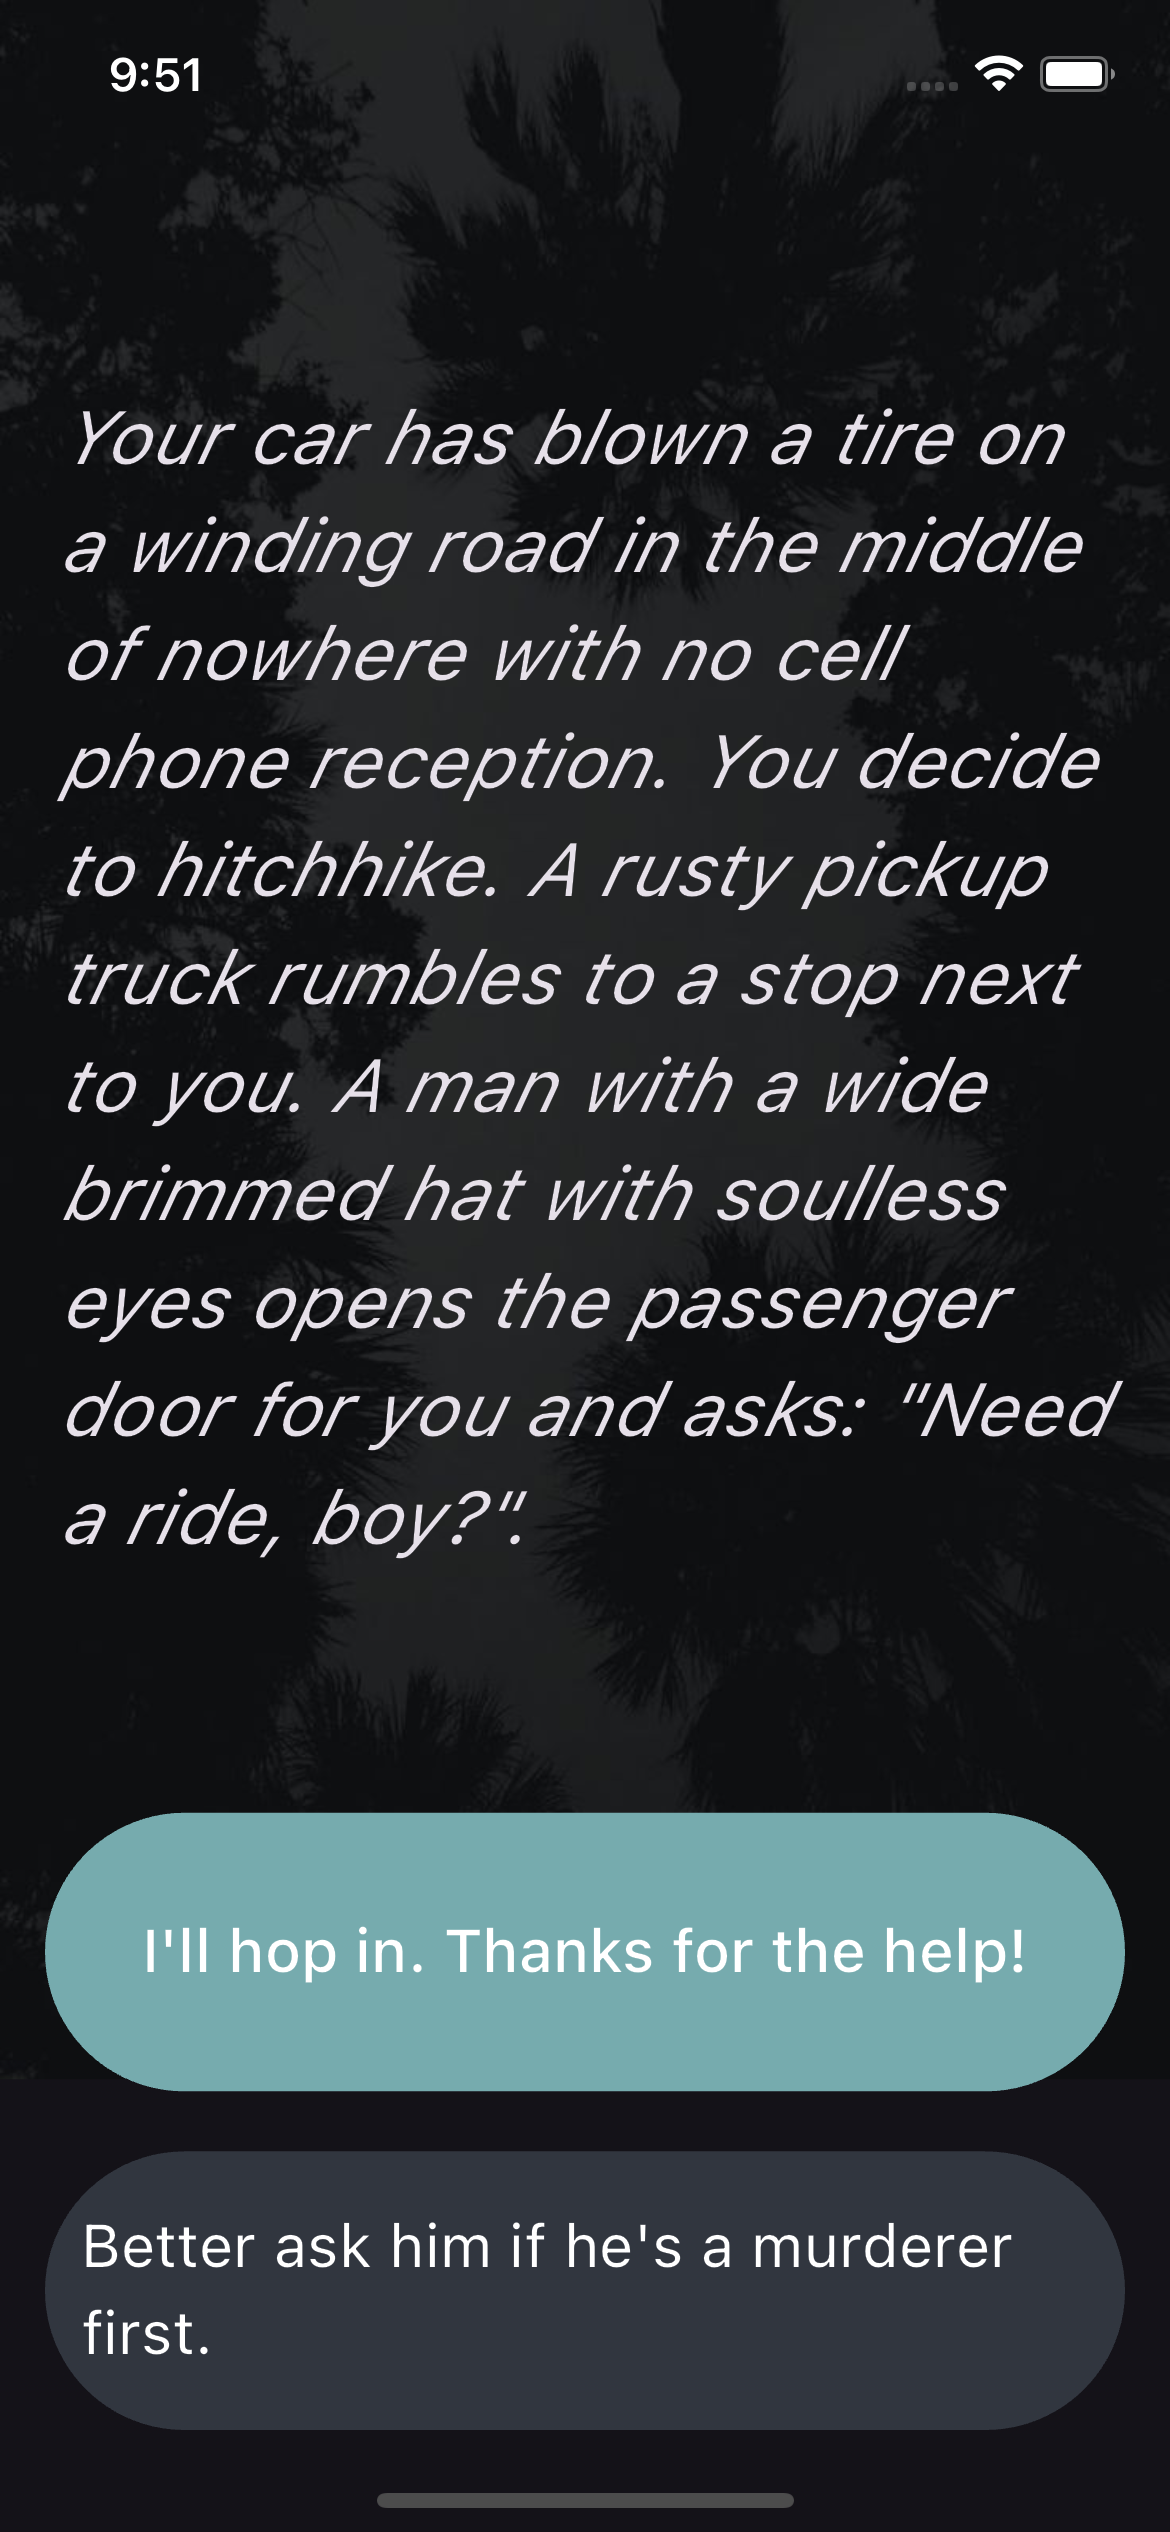 9:51
Your car has blown a tire on
a winding road in the middle
of nowhere with no cell
phone reception. You decide
to hitchhike. A rusty pickup
truck rumbles to a stop next
to you. A man with a wide
brimmed hat with soulless
eyes opens the passenger
door for you and asks: "Need
a ride, boy?".
I'll hop in. Thanks for the help!
Better ask him if he's a murderer
first.